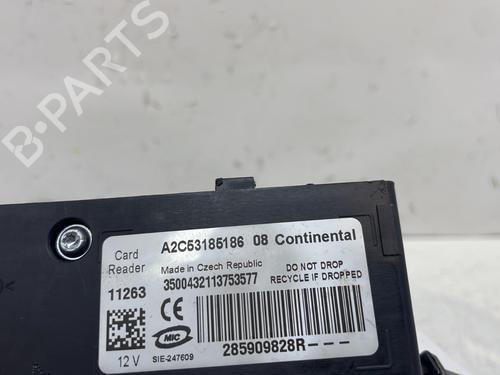 B-PARTS
A2C53185186 08 Continental
Card Reader
Made in Czech Republic
DO NOT DROP
RECYCLE IF DROPPED
3500432113753577
11263
CE
MIC
12 V
SIE-247609
285909828R---